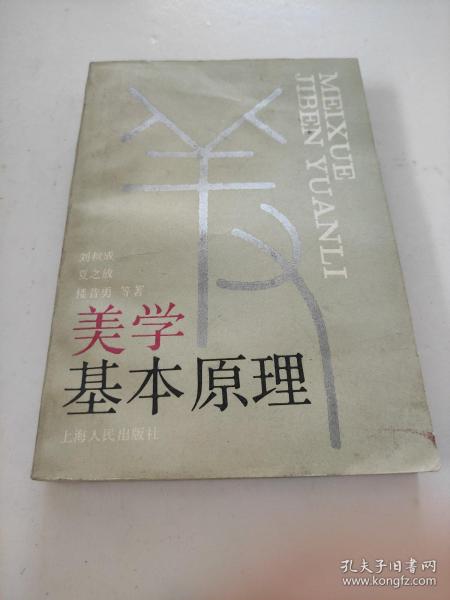 MEIXUE
JIBEN YUANLI
刘叔成
夏之放
楼昔勇 等著
美学
基本原理
上海人民出版社
孔夫子旧书网
www.kongfz.com